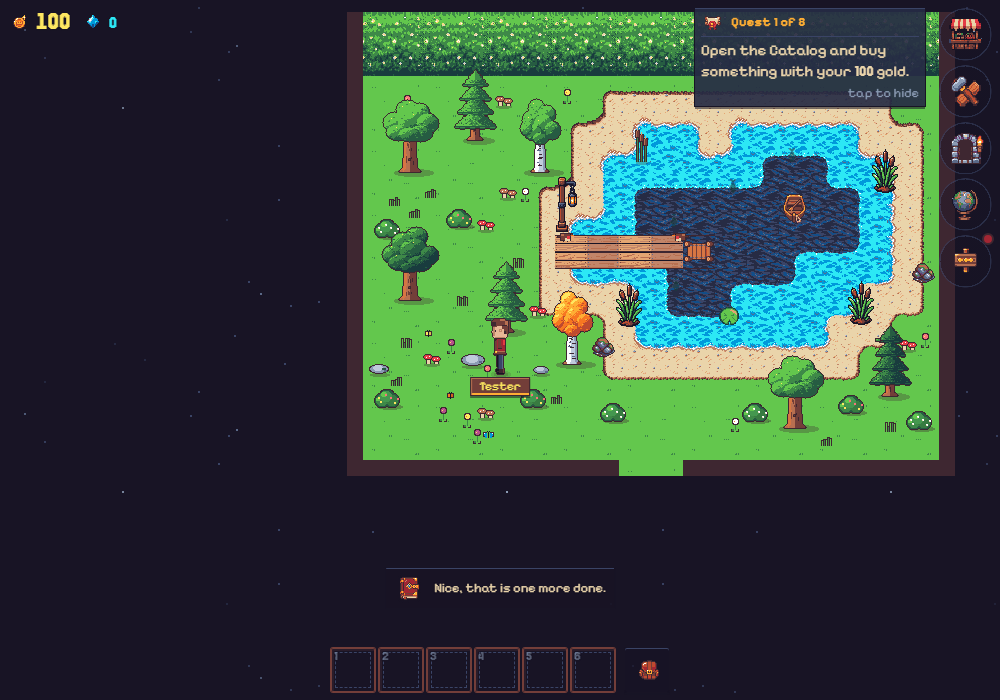 100
0
Quest 1 of 8
Open the Catalog and buy
something with your 100 gold.
tap to hide
Tester
Nice, that is one more done.
1
2
3
4
5
6